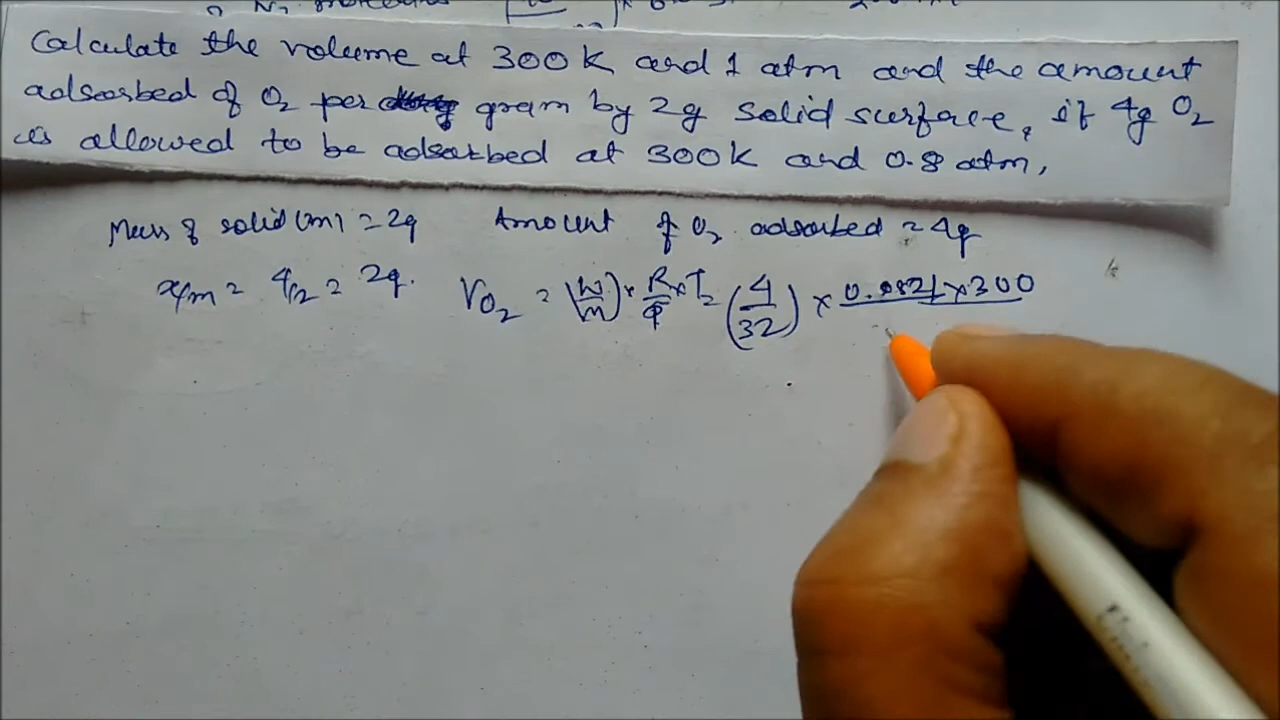 Calculate the volume at 300K and 1 atm and the amount
adsorbed of O2 per gram by 2g solid surface, if 4g O2
is allowed to be adsorbed at 300K and 0.8 atm,
Mass of solid (m) = 2g Amount of O2 adsorbed = 4g
x/m = 4/2 = 2g. VO2 = (W/m) × R/P × T = (4/32) × 0.0821×300